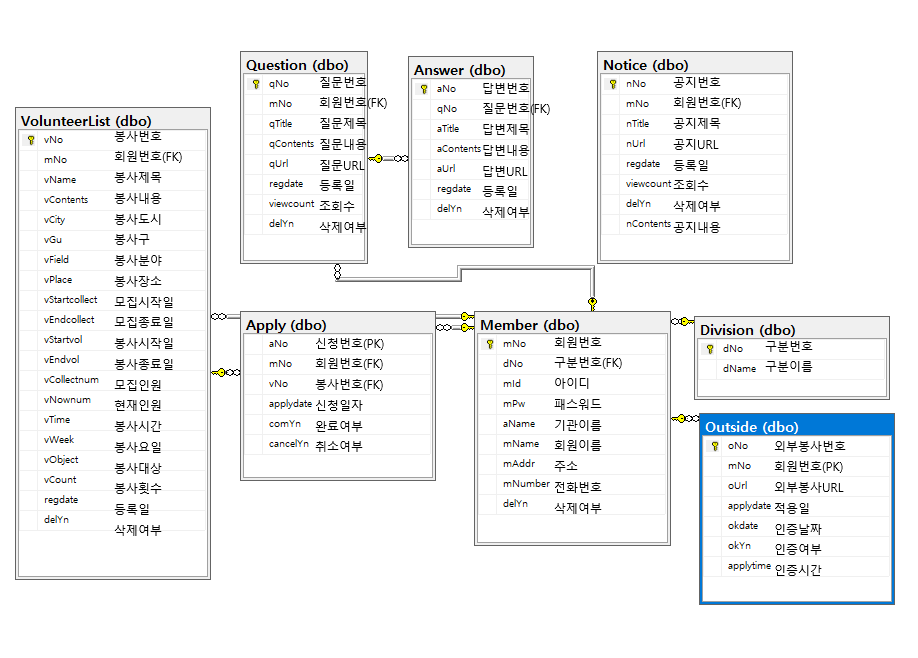 Question (dbo)
qNo 질문번호
mNo 회원번호(FK)
qTitle 질문제목
qContents 질문내용
qUrl 질문URL
regdate 등록일
viewcount 조회수
delYn 삭제여부
Answer (dbo)
aNo 답변번호
qNo 질문번호(FK)
aTitle 답변제목
aContents 답변내용
aUrl 답변URL
regdate 등록일
delYn 삭제여부
Notice (dbo)
nNo 공지번호
mNo 회원번호(FK)
nTitle 공지제목
nUrl 공지URL
regdate 등록일
viewcount 조회수
delYn 삭제여부
nContents 공지내용
VolunteerList (dbo)
vNo 봉사번호
mNo 회원번호(FK)
vName 봉사제목
vContents 봉사내용
vCity 봉사도시
vGu 봉사구
vField 봉사분야
vPlace 봉사장소
vStartcollect 모집시작일
vEndcollect 모집종료일
vStartvol 봉사시작일
vEndvol 봉사종료일
vCollectnum 모집인원
vNownum 현재인원
vTime 봉사시간
vWeek 봉사요일
vObject 봉사대상
vCount 봉사횟수
regdate 등록일
delYn 삭제여부
Apply (dbo)
aNo 신청번호(PK)
mNo 회원번호(FK)
vNo 봉사번호(FK)
applydate 신청일자
comYn 완료여부
cancelYn 취소여부
Member (dbo)
mNo 회원번호
dNo 구분번호(FK)
mId 아이디
mPw 패스워드
aName 기관이름
mName 회원이름
mAddr 주소
mNumber 전화번호
delYn 삭제여부
Division (dbo)
dNo 구분번호
dName 구분이름
Outside (dbo)
oNo 외부봉사번호
mNo 회원번호(PK)
oUrl 외부봉사URL
applydate 적용일
okdate 인증날짜
okYn 인증여부
applytime 인증시간